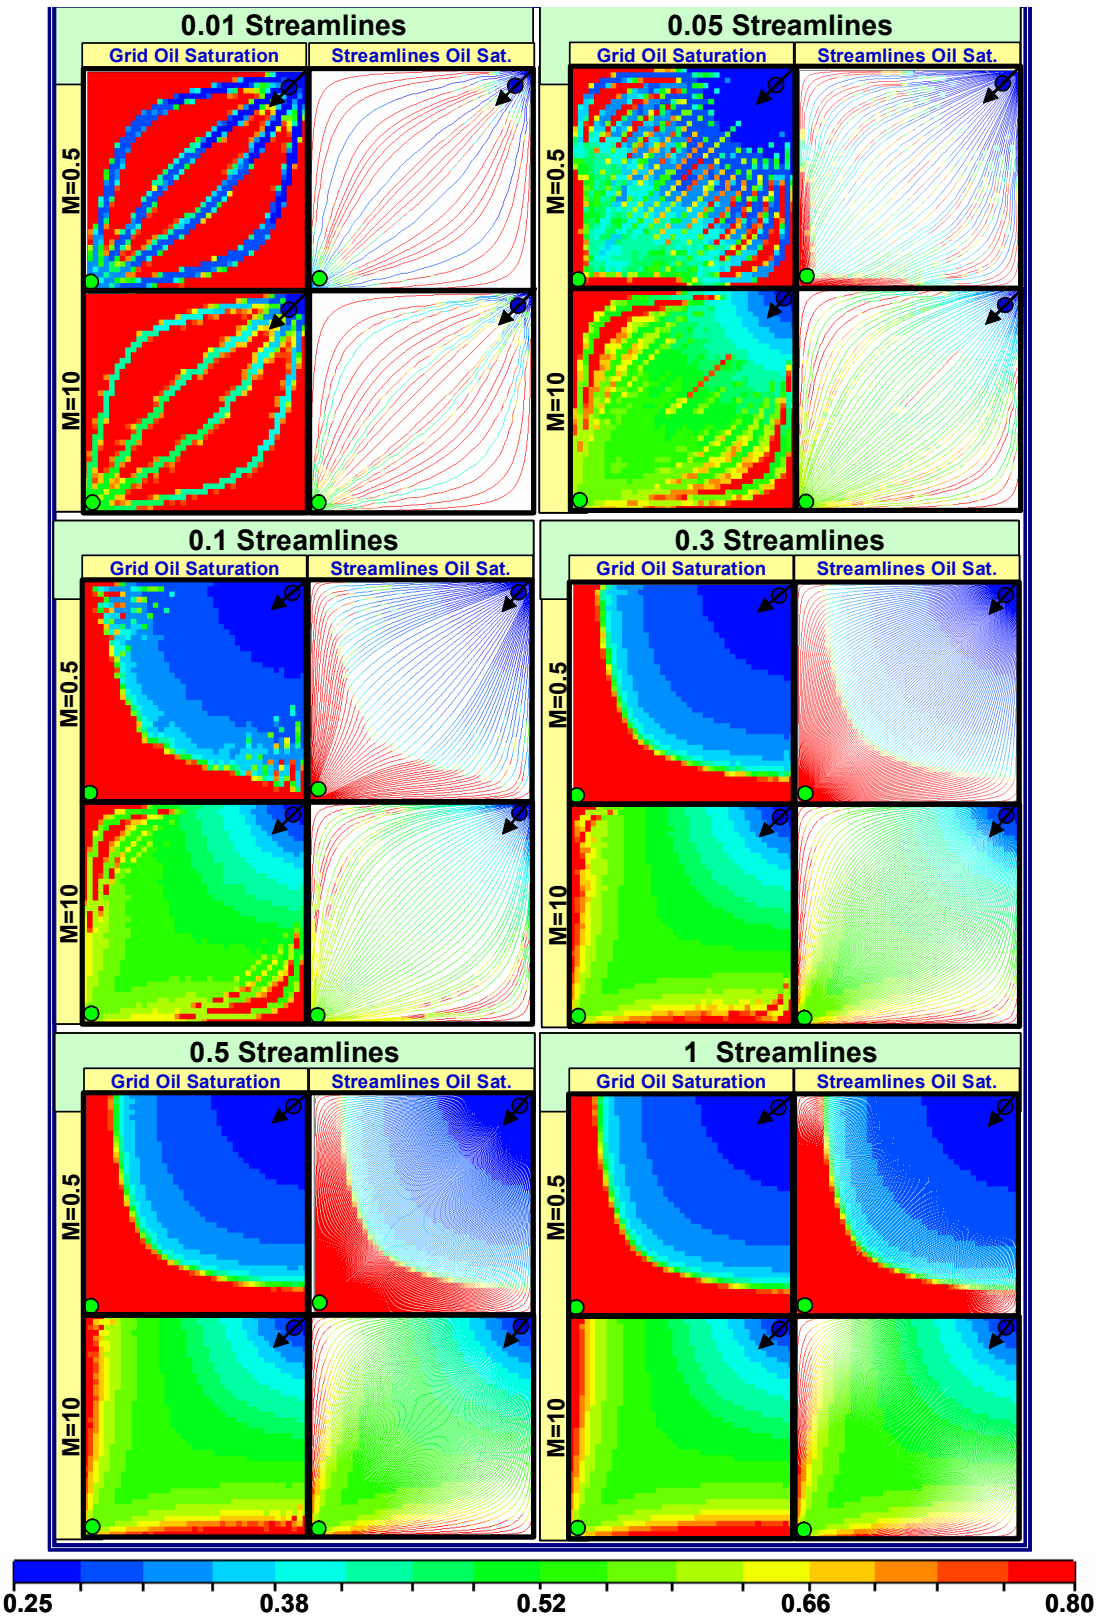 0.01 Streamlines
Grid Oil Saturation
Streamlines Oil Sat.
M=0.5
M=10
0.05 Streamlines
Grid Oil Saturation
Streamlines Oil Sat.
M=0.5
M=10
0.1 Streamlines
Grid Oil Saturation
Streamlines Oil Sat.
M=0.5
M=10
0.3 Streamlines
Grid Oil Saturation
Streamlines Oil Sat.
M=0.5
M=10
0.5 Streamlines
Grid Oil Saturation
Streamlines Oil Sat.
M=0.5
M=10
1 Streamlines
Grid Oil Saturation
Streamlines Oil Sat.
M=0.5
M=10
0.25 0.38 0.52 0.66 0.80